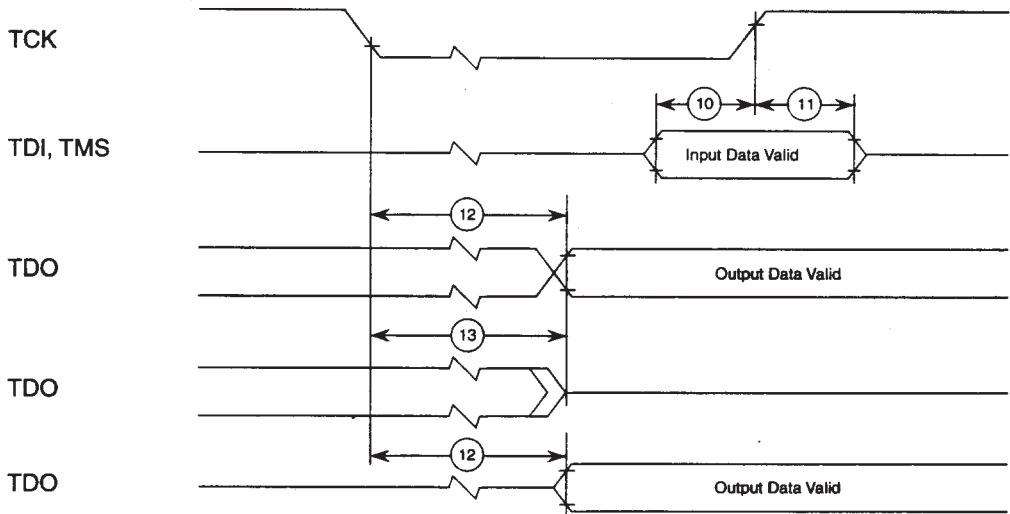 TCK
10 11
TDI, TMS
Input Data Valid
12
TDO
Output Data Valid
13
TDO
12
TDO
Output Data Valid